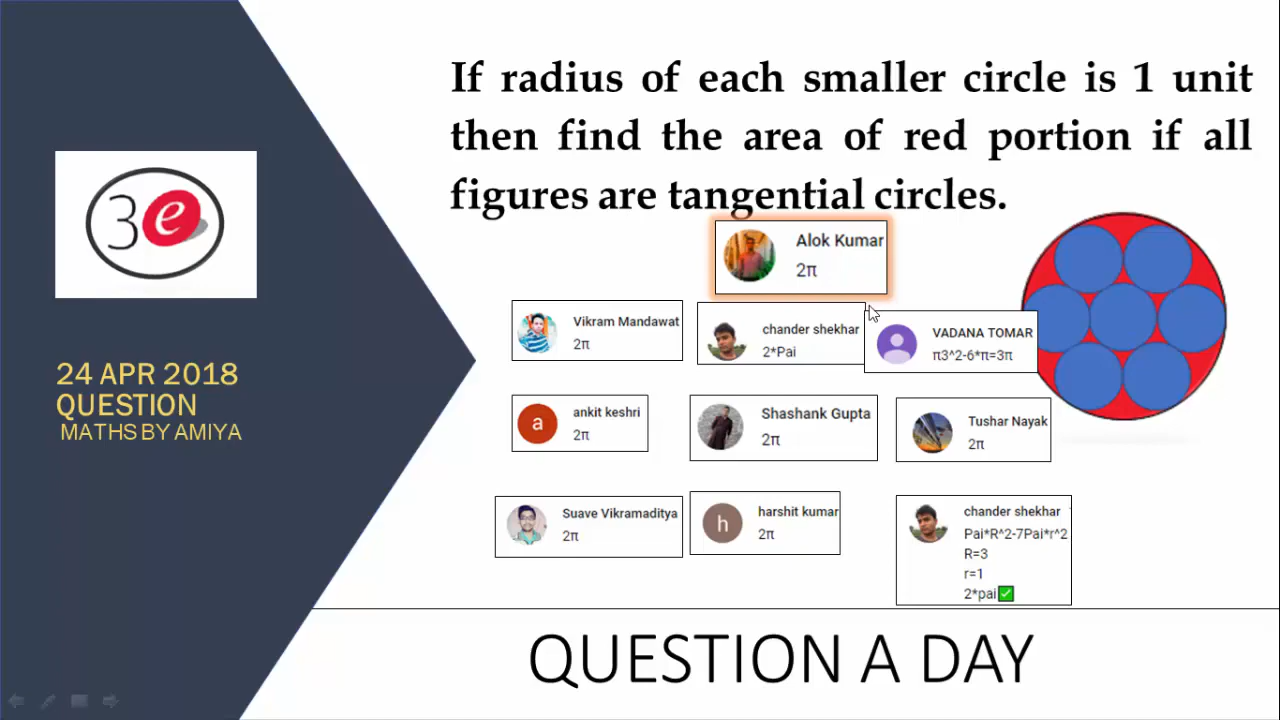 If radius of each smaller circle is 1 unit
then find the area of red portion if all
figures are tangential circles.
3e
24 APR 2018
QUESTION
MATHS BY AMIYA
Alok Kumar
2π
Vikram Mandawat
2π
chander shekhar
2*Pai
VADANA TOMAR
π3^2-6*π=3π
a
ankit keshri
2π
Shashank Gupta
2π
Tushar Nayak
2π
Suave Vikramaditya
2π
h
harshit kumar
2π
chander shekhar
Pai*R^2-7Pai*r^2
R=3
r=1
2*pai✅
QUESTION A DAY